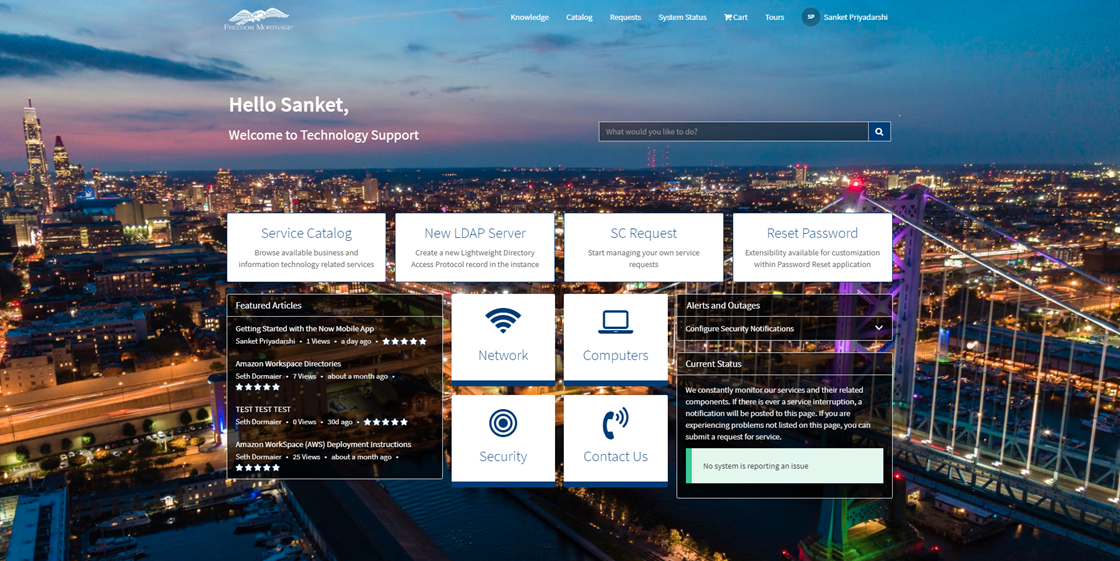 FREEDOM MORTGAGE
Knowledge
Catalog
Requests
System Status
Cart
Tours
SP
Sanket Priyadarshi
Hello Sanket,
Welcome to Technology Support
What would you like to do?
Service Catalog
Browse available business and
information technology related services
New LDAP Server
Create a new Lightweight Directory
Access Protocol record in the instance
SC Request
Start managing your own service
requests
Reset Password
Extensibility available for customization
within Password Reset application
Featured Articles
Getting Started with the Now Mobile App
Sanket Priyadarshi • 1 Views • a day ago •
Amazon Workspace Directories
Seth Dormaier • 7 Views • about a month ago •
TEST TEST TEST
Seth Dormaier • 0 Views • 30d ago •
Amazon WorkSpace (AWS) Deployment Instructions
Seth Dormaier • 25 Views • about a month ago •
Network
Computers
Security
Contact Us
Alerts and Outages
Configure Security Notifications
Current Status
We constantly monitor our services and their related
components. If there is ever a service interruption, a
notification will be posted to this page. If you are
experiencing problems not listed on this page, you can
submit a request for service.
No system is reporting an issue